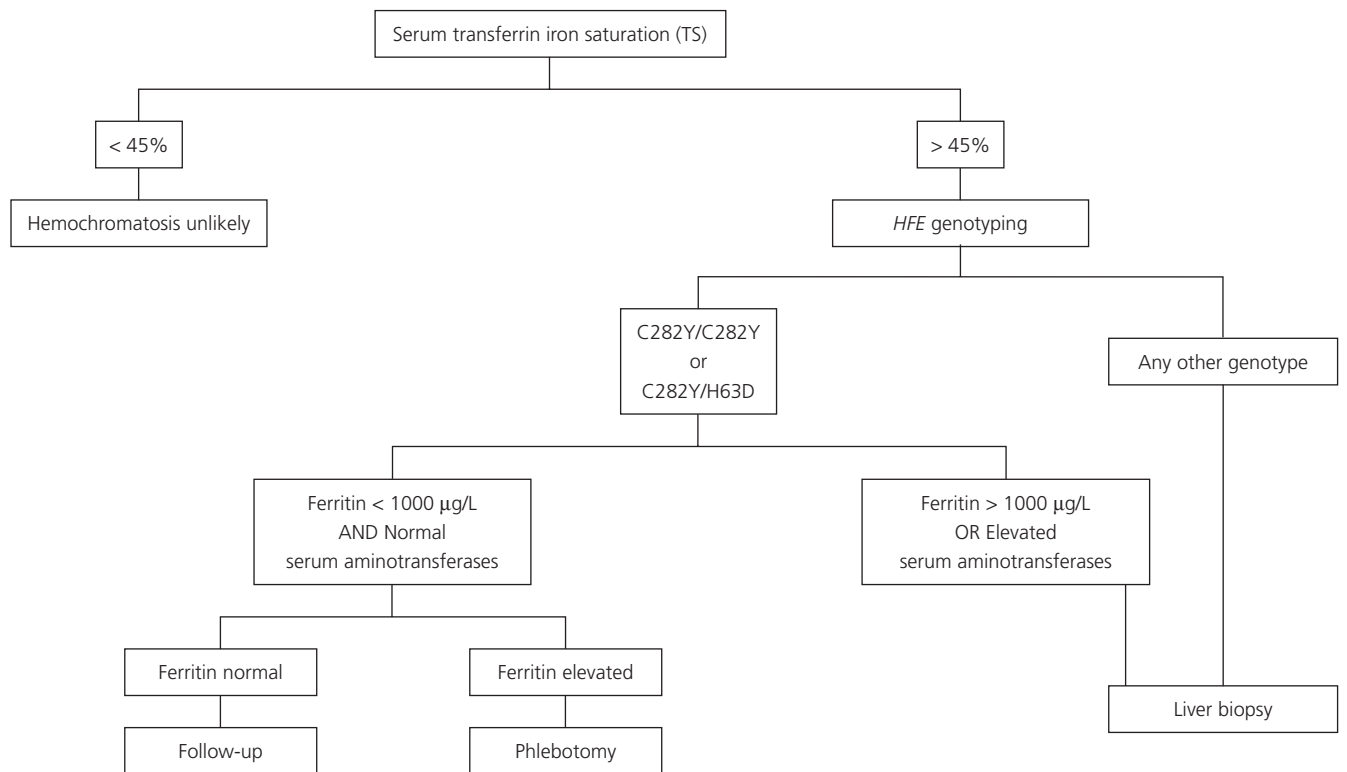 Serum transferrin iron saturation (TS)
< 45%
> 45%
Hemochromatosis unlikely
HFE genotyping
C282Y/C282Y
or
C282Y/H63D
Any other genotype
Ferritin < 1000 μg/L
AND Normal
serum aminotransferases
Ferritin > 1000 μg/L
OR Elevated
serum aminotransferases
Ferritin normal
Ferritin elevated
Liver biopsy
Follow-up
Phlebotomy